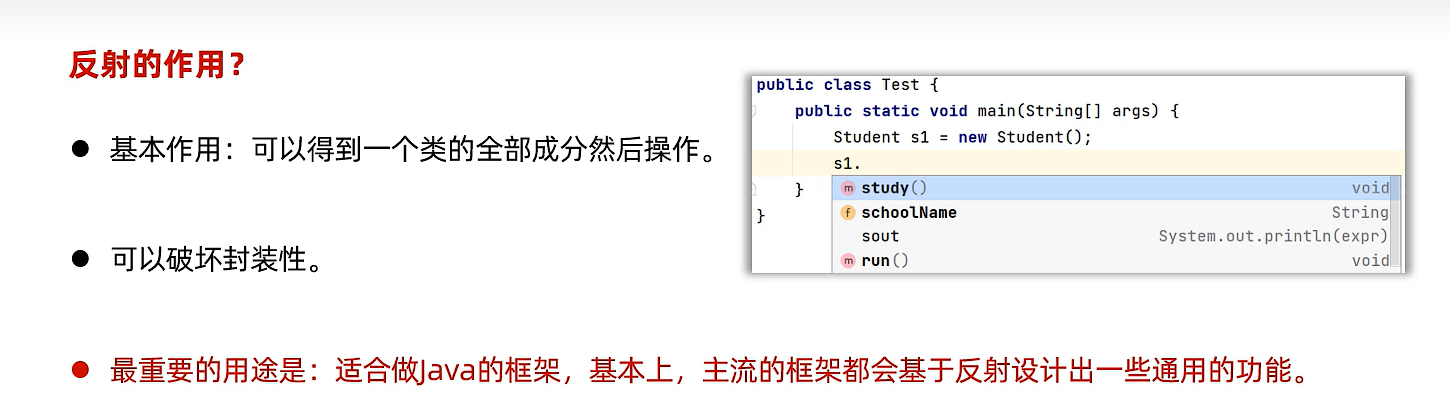 反射的作用？
● 基本作用：可以得到一个类的全部成分然后操作。
● 可以破坏封装性。
● 最重要的用途是：适合做Java的框架，基本上，主流的框架都会基于反射设计出一些通用的功能。
public class Test {
public static void main(String[] args) {
Student s1 = new Student();
s1.
m study() void
f schoolName String
sout System.out.println(expr)
m run() void
}
}